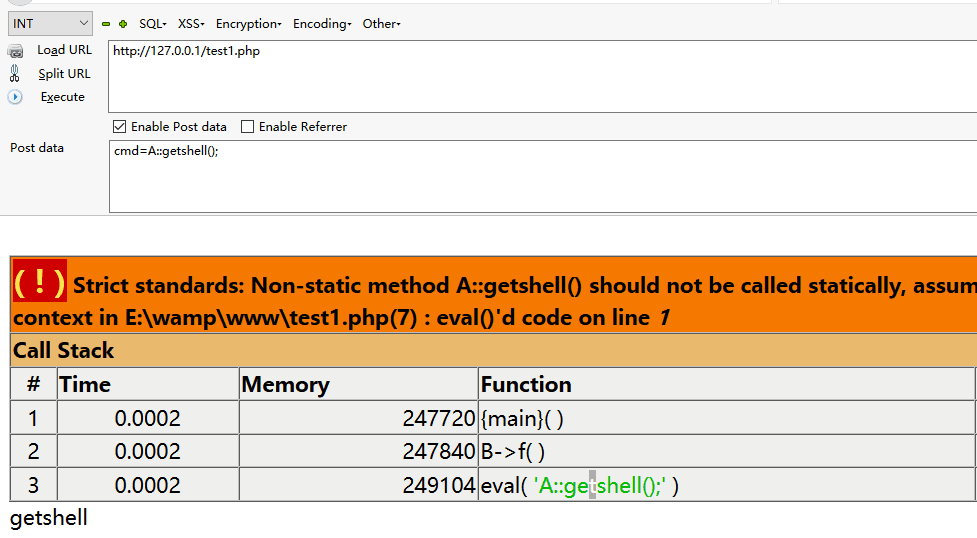 INT SQL▾ XSS▾ Encryption▾ Encoding▾ Other▾
Load URL http://127.0.0.1/test1.php
Split URL
Execute
Enable Post data Enable Referrer
Post data cmd=A::getshell();
( ! ) Strict standards: Non-static method A::getshell() should not be called statically, assum
context in E:\wamp\www\test1.php(7) : eval()'d code on line 1
Call Stack
# Time Memory Function
1 0.0002 247720 {main}( )
2 0.0002 247840 B->f( )
3 0.0002 249104 eval( 'A::getshell();' )
getshell